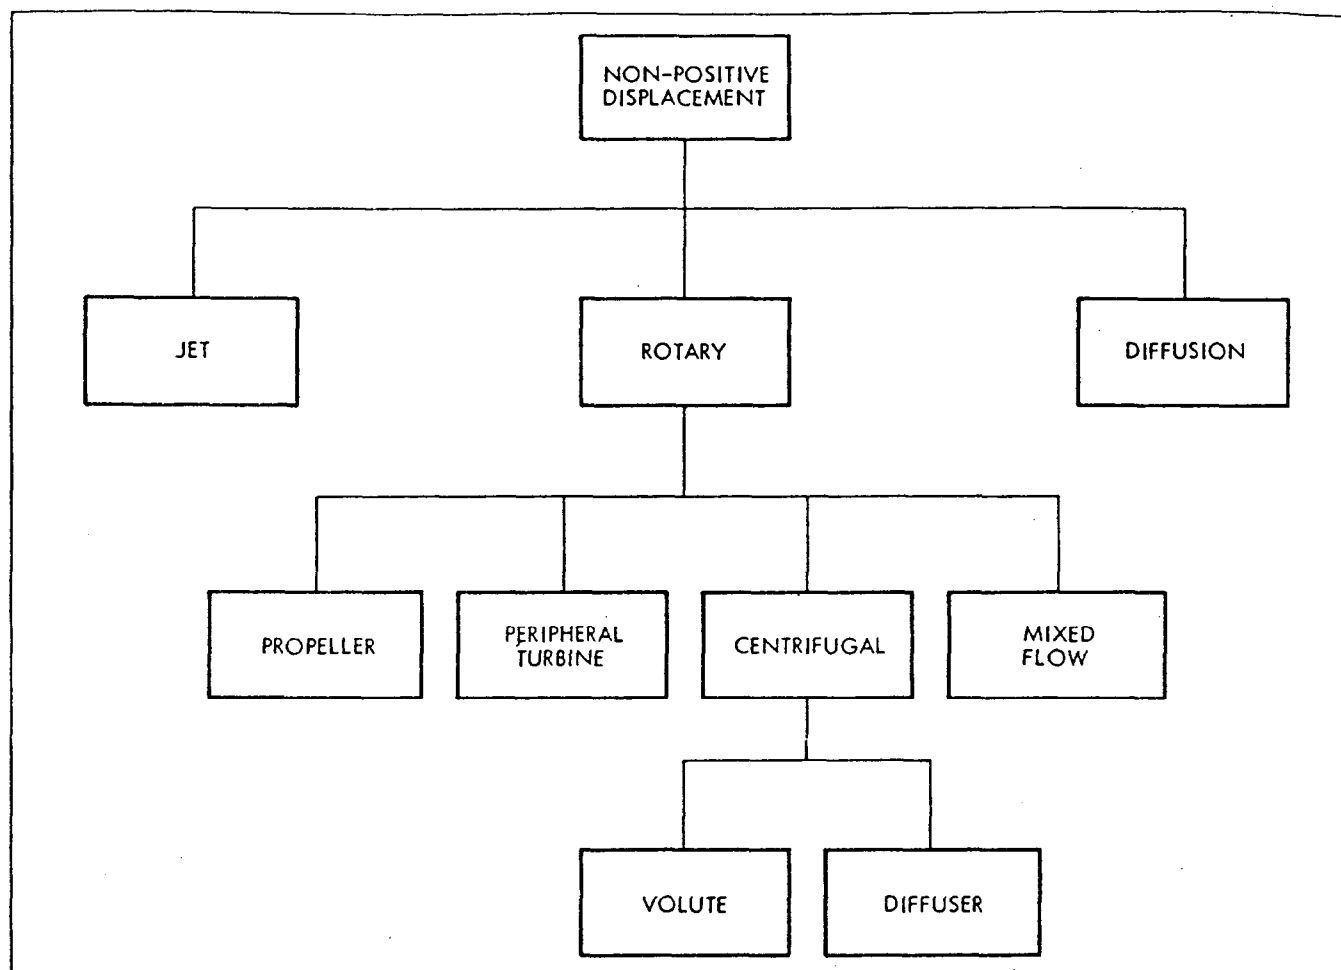 NON-POSITIVE
DISPLACEMENT
JET
ROTARY
DIFFUSION
PROPELLER
PERIPHERAL
TURBINE
CENTRIFUGAL
MIXED
FLOW
VOLUTE
DIFFUSER